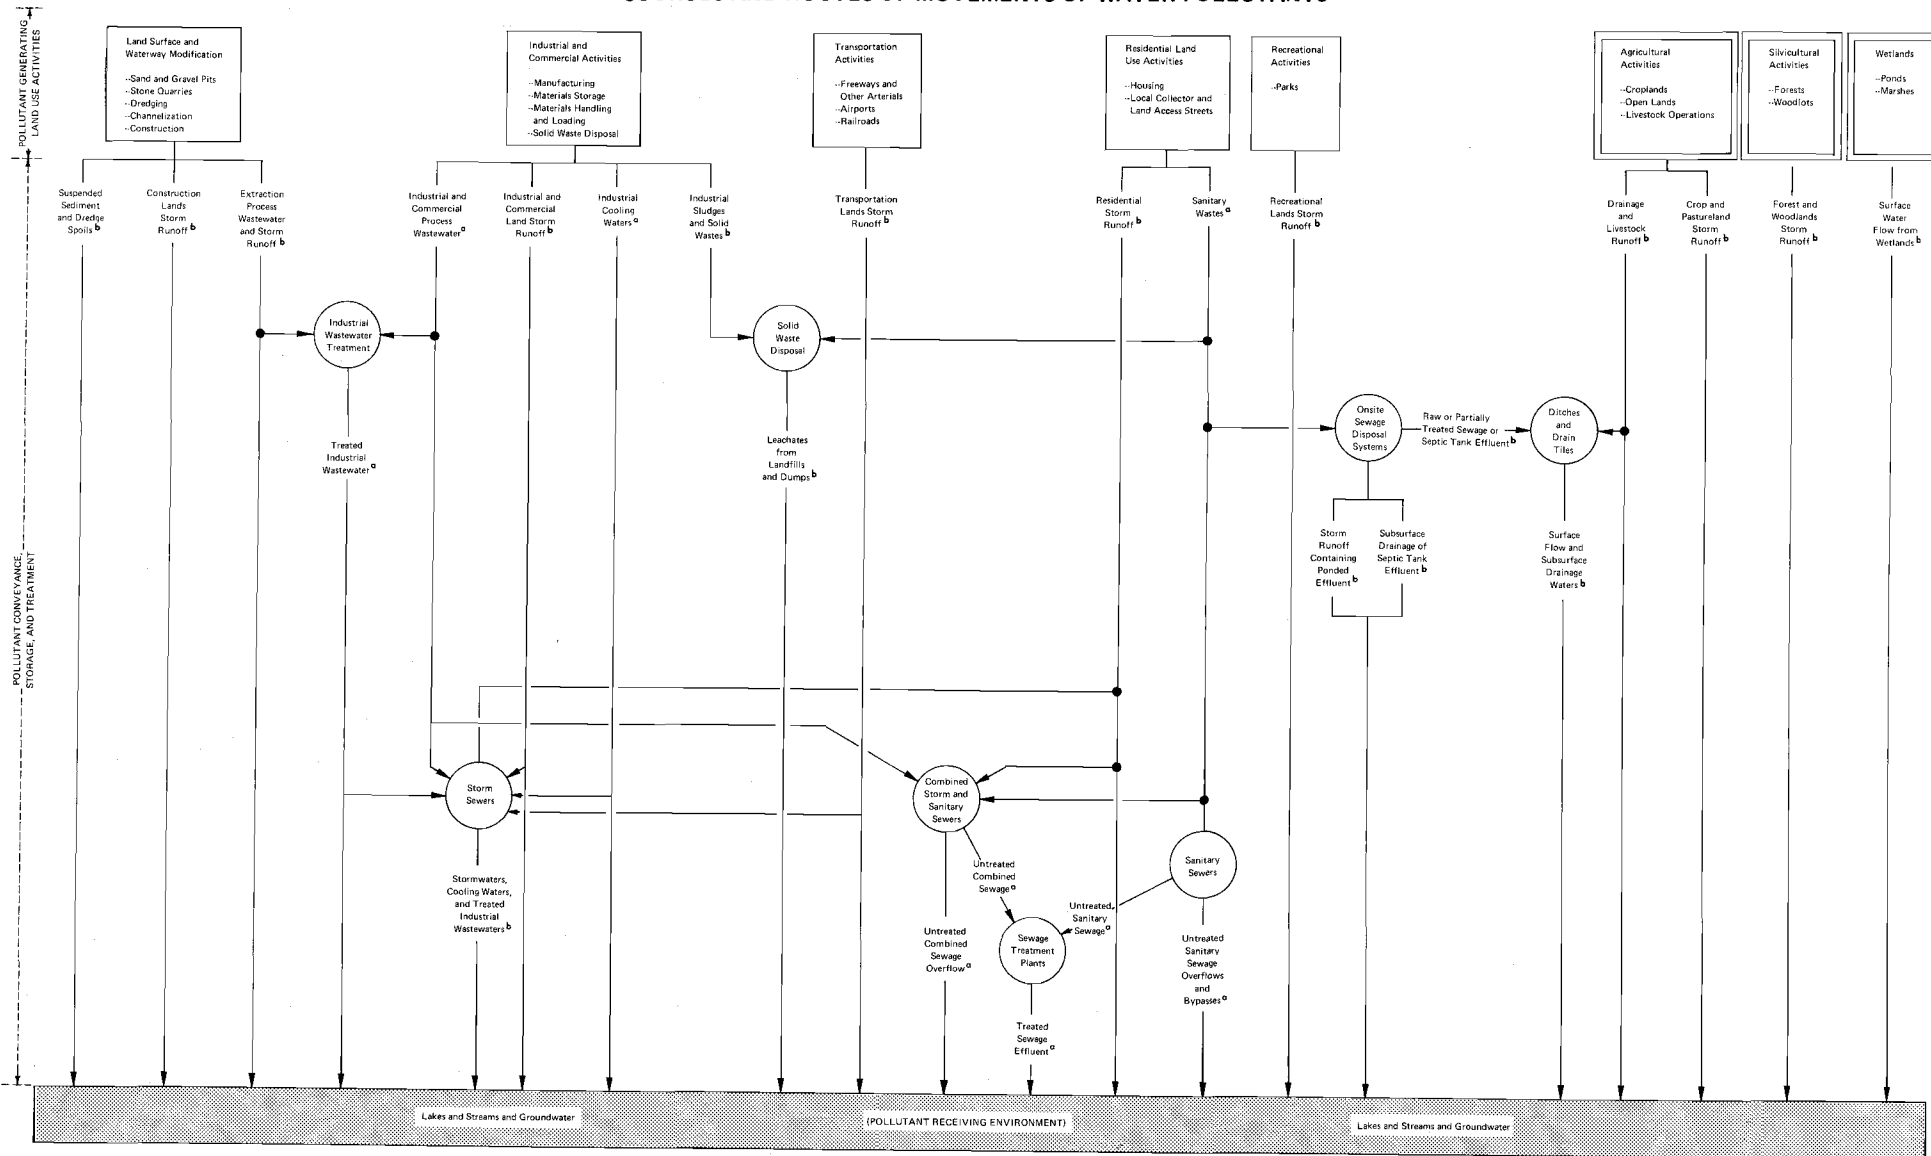 POLLUTANT GENERATING
LAND USE ACTIVITIES
Land Surface and
Waterway Modification
--Sand and Gravel Pits
--Stone Quarries
--Dredging
--Channelization
--Construction
Industrial and
Commercial Activities
--Manufacturing
--Materials Storage
--Materials Handling
and Loading
--Solid Waste Disposal
Transportation
Activities
--Freeways and
Other Arterials
--Airports
--Railroads
Residential Land
Use Activities
--Housing
--Local Collector and
Land Access Streets
Recreational
Activities
--Parks
Agricultural
Activities
--Croplands
--Open Lands
--Livestock Operations
Silvicultural
Activities
--Forests
--Woodlots
Wetlands
--Ponds
--Marshes
POLLUTANT CONVEYANCE,
STORAGE, AND TREATMENT
Suspended
Sediment
and Dredge
Spoils b
Construction
Lands
Storm
Runoff b
Extraction
Process
Wastewater
and Storm
Runoff b
Industrial and
Commercial
Process
Wastewater a
Industrial and
Commercial
Land Storm
Runoff b
Industrial
Cooling
Waters a
Industrial
Sludges
and Solid
Wastes b
Transportation
Lands Storm
Runoff b
Residential
Storm
Runoff b
Sanitary
Wastes a
Recreational
Lands Storm
Runoff b
Drainage
and
Livestock
Runoff b
Crop and
Pastureland
Storm
Runoff b
Forest and
Woodlands
Storm
Runoff b
Surface
Water
Flow from
Wetlands b
Industrial
Wastewater
Treatment
Solid
Waste
Disposal
Onsite
Sewage
Disposal
Systems
Raw or Partially
Treated Sewage or
Septic Tank Effluent b
Ditches
and
Drain
Tiles
Treated
Industrial
Wastewater a
Leachates
from
Landfills
and Dumps b
Storm
Runoff
Containing
Ponded
Effluent b
Subsurface
Drainage of
Septic Tank
Effluent b
Surface
Flow and
Subsurface
Drainage
Waters b
Storm
Sewers
Combined
Storm and
Sanitary
Sewers
Sanitary
Sewers
Stormwaters,
Cooling Waters,
and Treated
Industrial
Wastewaters b
Untreated
Combined
Sewage a
Untreated
Sanitary
Sewage a
Untreated
Combined
Sewage
Overflow a
Sewage
Treatment
Plants
Untreated
Sanitary
Sewage
Overflows
and
Bypasses a
Treated
Sewage
Effluent a
Lakes and Streams and Groundwater
(POLLUTANT RECEIVING ENVIRONMENT)
Lakes and Streams and Groundwater